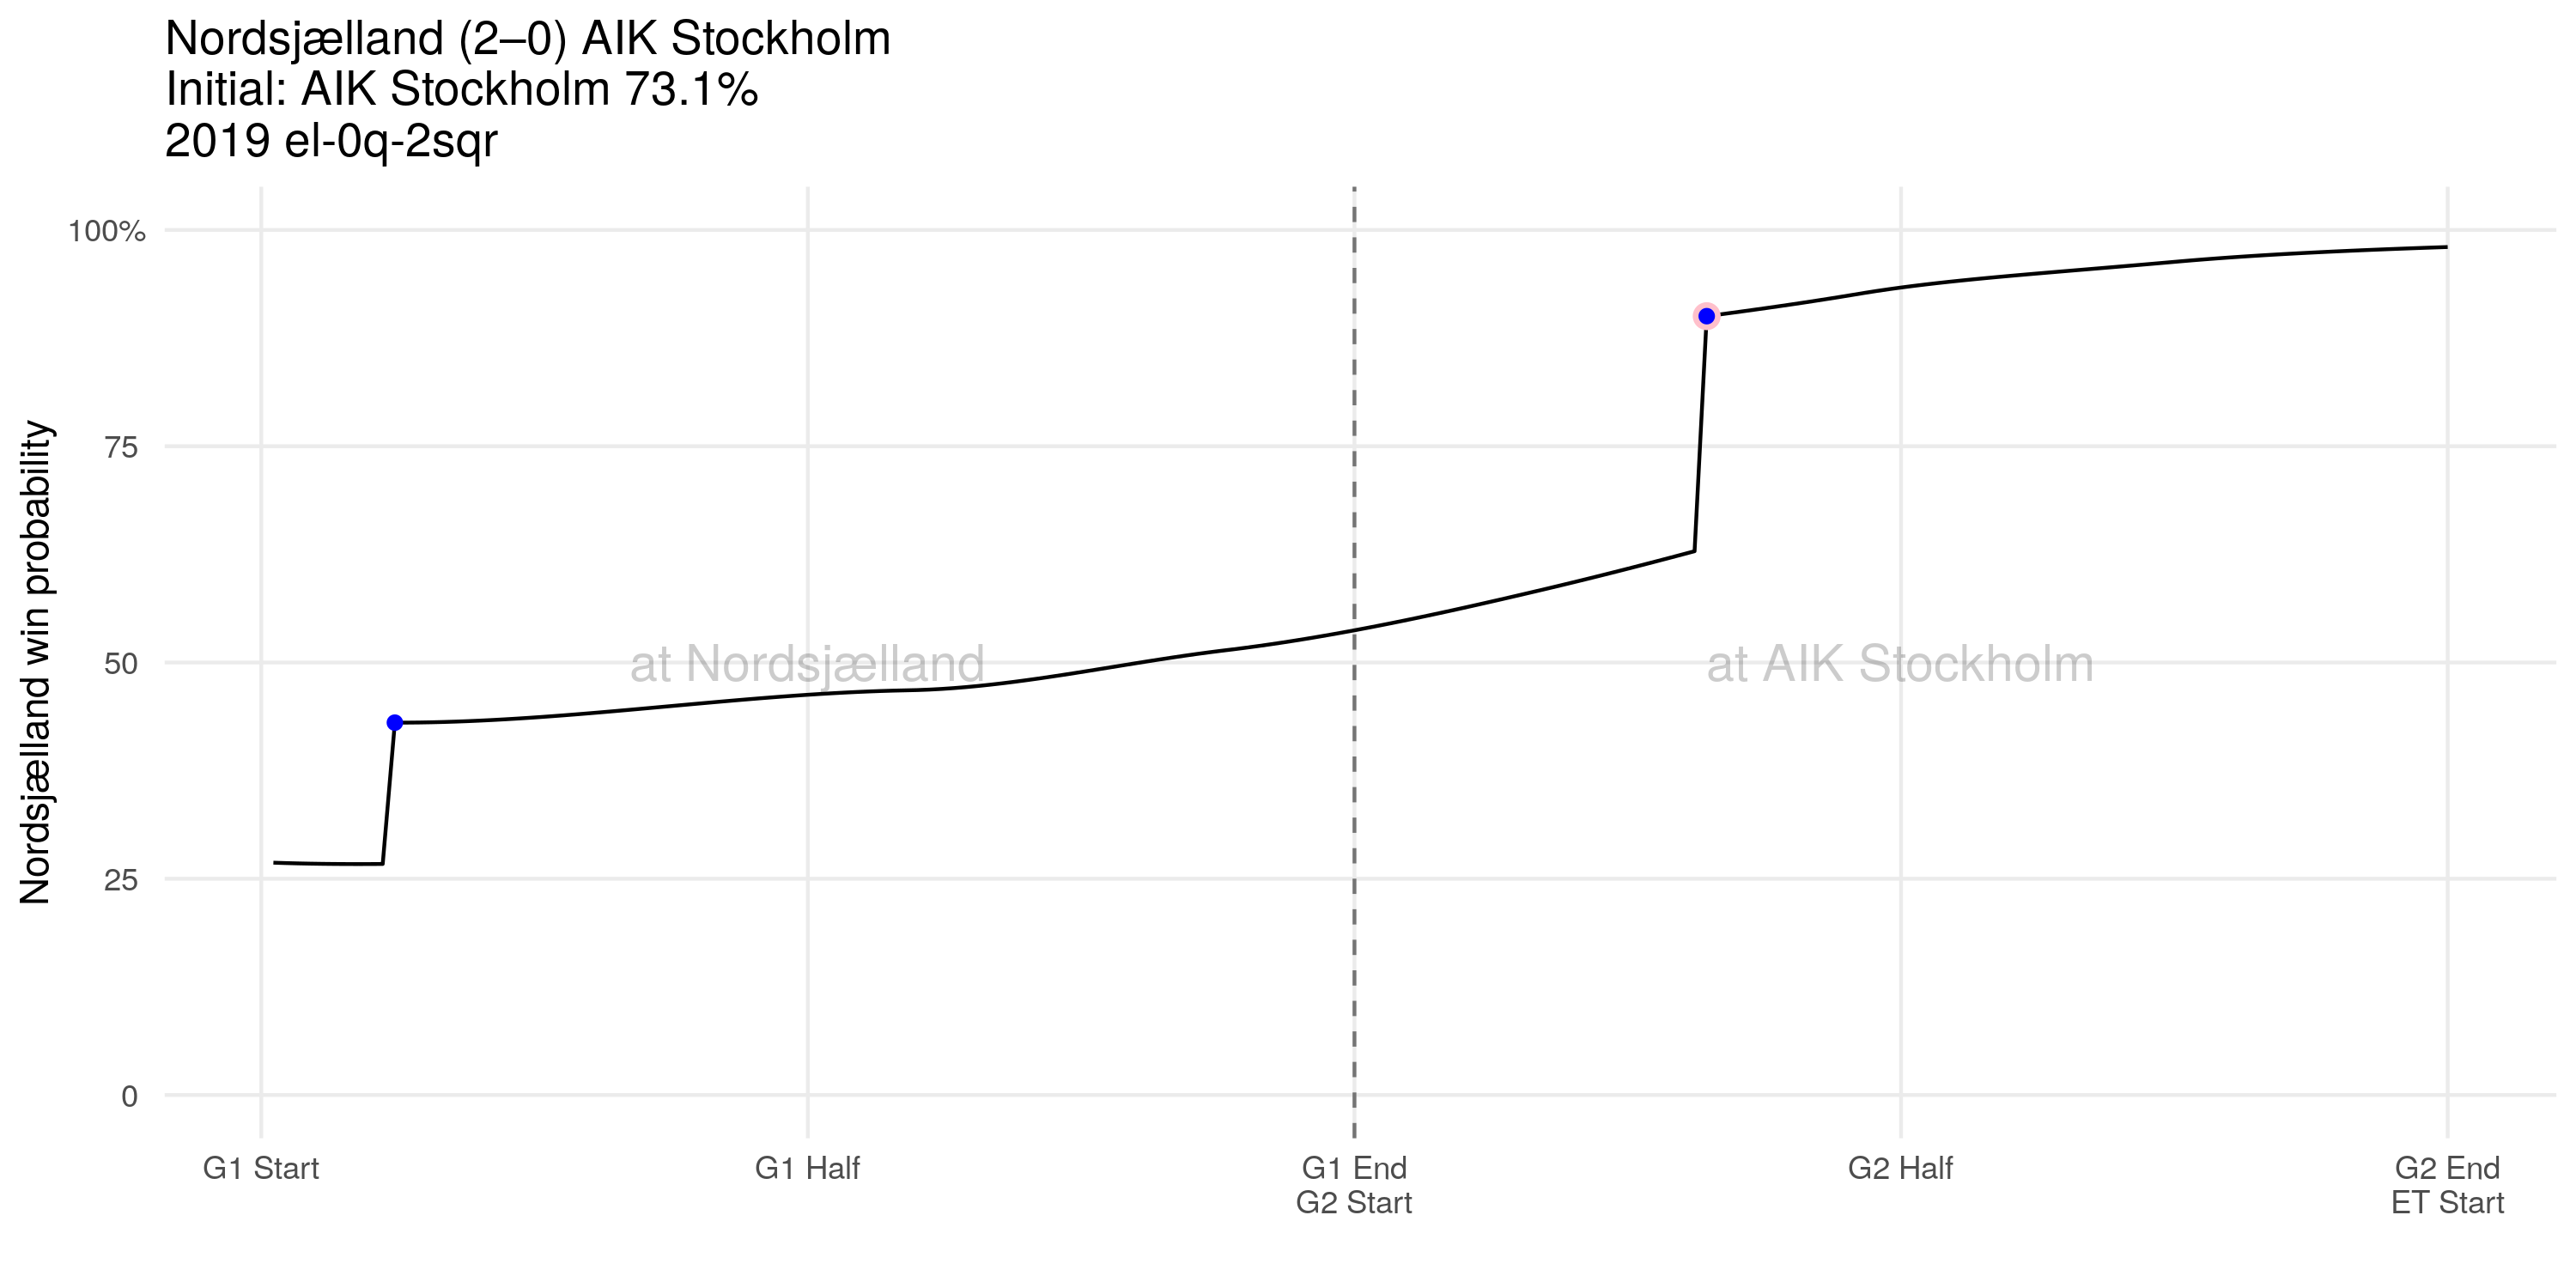 Nordsjælland (2–0) AIK Stockholm
Initial: AIK Stockholm 73.1%
2019 el-0q-2sqr
Nordsjælland win probability
100%
75
50
25
0
at Nordsjælland
at AIK Stockholm
G1 Start
G1 Half
G1 End
G2 Start
G2 Half
G2 End
ET Start